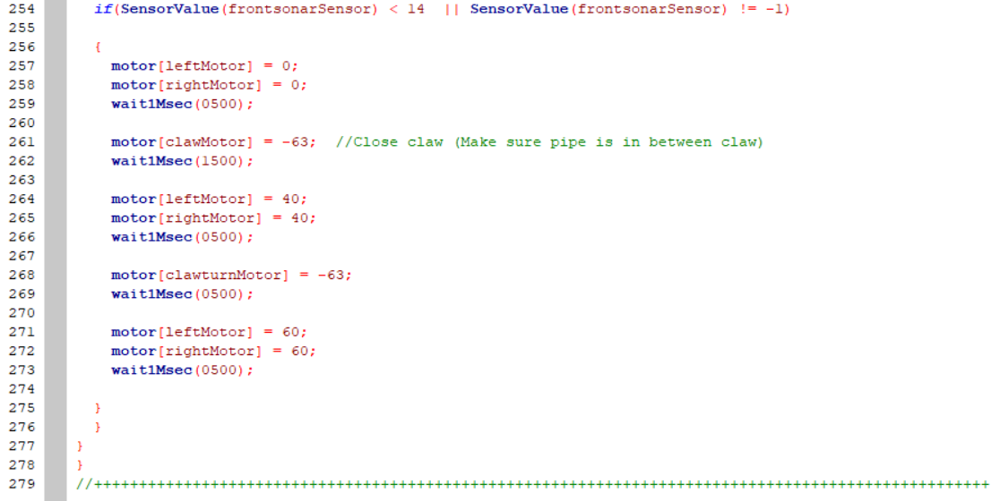 254 if(SensorValue(frontsonarSensor) < 14 || SensorValue(frontsonarSensor) != -1)
255
256 {
257 motor[leftMotor] = 0;
258 motor[rightMotor] = 0;
259 wait1Msec(0500);
260
261 motor[clawMotor] = -63; //Close claw (Make sure pipe is in between claw)
262 wait1Msec(1500);
263
264 motor[leftMotor] = 40;
265 motor[rightMotor] = 40;
266 wait1Msec(0500);
267
268 motor[clawturnMotor] = -63;
269 wait1Msec(0500);
270
271 motor[leftMotor] = 60;
272 motor[rightMotor] = 60;
273 wait1Msec(0500);
274
275 }
276 }
277 }
278 }
279 //++++++++++++++++++++++++++++++++++++++++++++++++++++++++++++++++++++++++++++++++++++++++++++++++++++